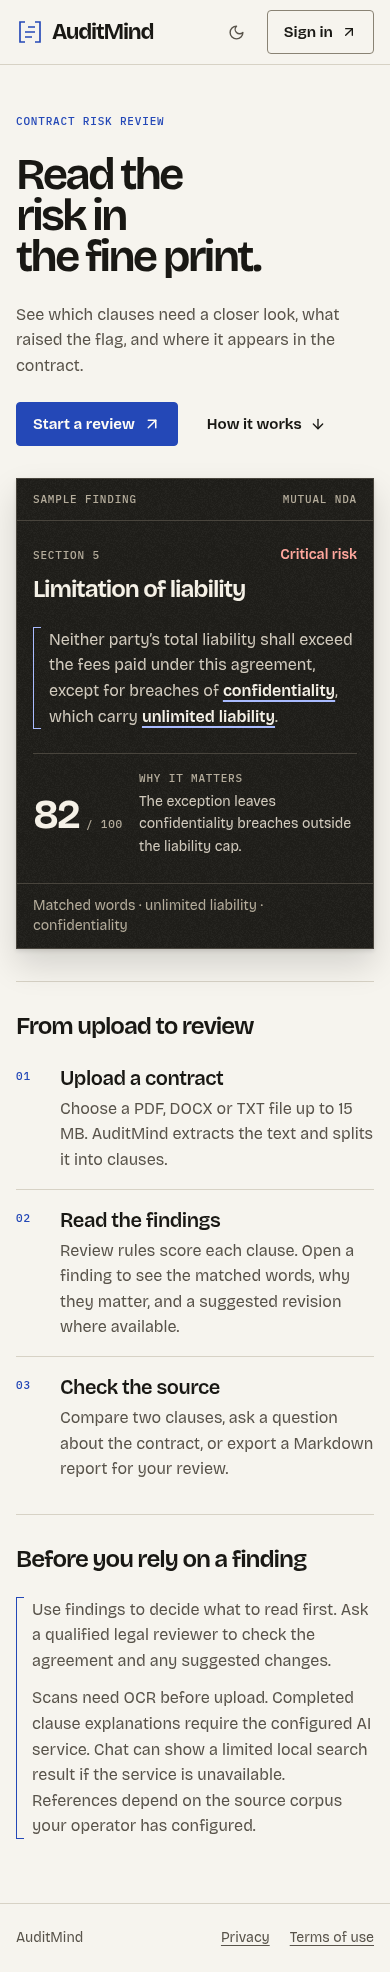 AuditMind
Sign in
CONTRACT RISK REVIEW
Read the
risk in
the fine print.
See which clauses need a closer look, what
raised the flag, and where it appears in the
contract.
Start a review
How it works
SAMPLE FINDING
MUTUAL NDA
SECTION 5
Critical risk
Limitation of liability
Neither party’s total liability shall exceed
the fees paid under this agreement,
except for breaches of confidentiality,
which carry unlimited liability.
82 / 100
WHY IT MATTERS
The exception leaves
confidentiality breaches outside
the liability cap.
Matched words · unlimited liability ·
confidentiality
From upload to review
01
Upload a contract
Choose a PDF, DOCX or TXT file up to 15
MB. AuditMind extracts the text and splits
it into clauses.
02
Read the findings
Review rules score each clause. Open a
finding to see the matched words, why
they matter, and a suggested revision
where available.
03
Check the source
Compare two clauses, ask a question
about the contract, or export a Markdown
report for your review.
Before you rely on a finding
Use findings to decide what to read first. Ask
a qualified legal reviewer to check the
agreement and any suggested changes.
Scans need OCR before upload. Completed
clause explanations require the configured AI
service. Chat can show a limited local search
result if the service is unavailable.
References depend on the source corpus
your operator has configured.
AuditMind
Privacy
Terms of use